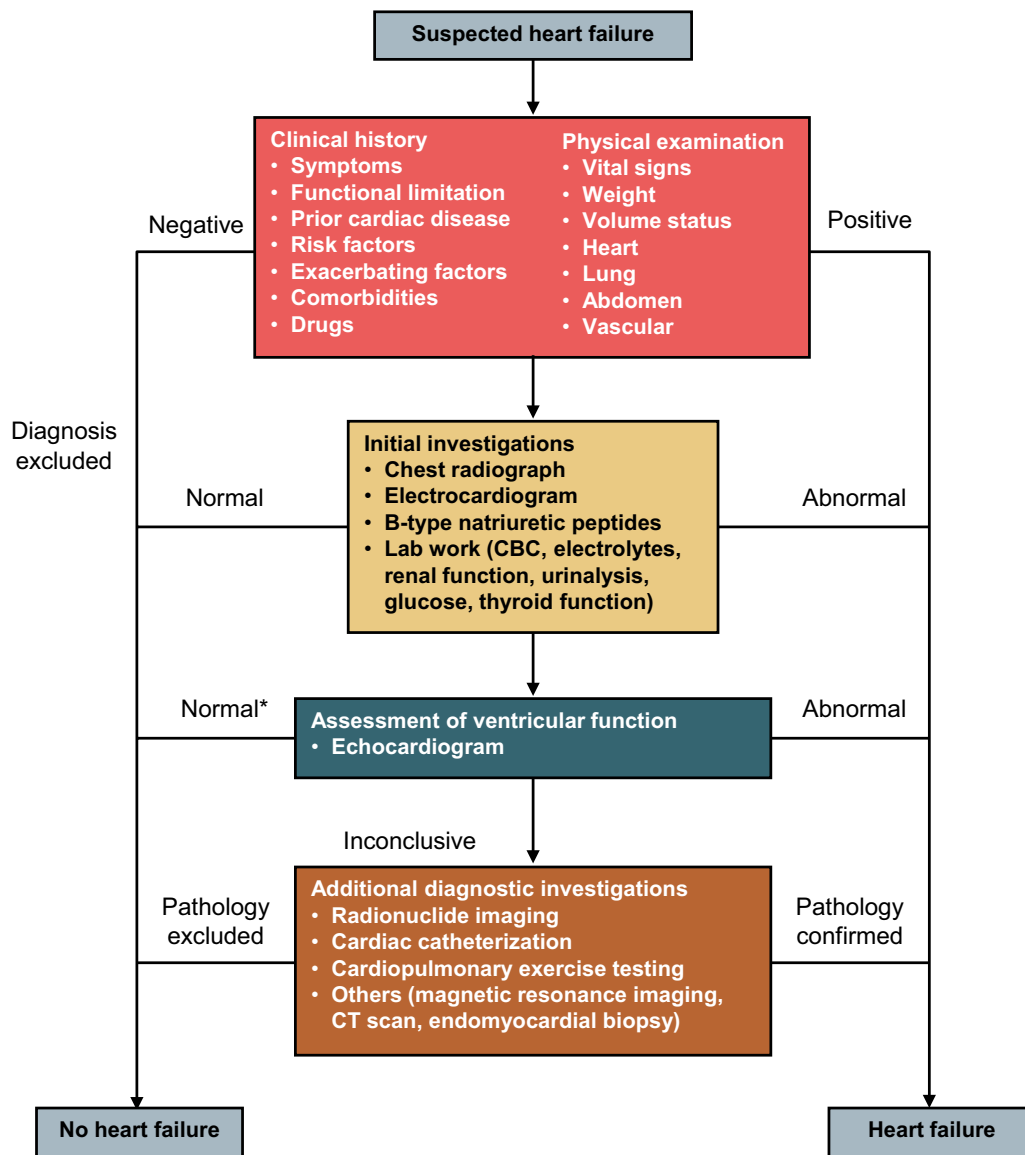 Suspected heart failure
Clinical history
• Symptoms
• Functional limitation
• Prior cardiac disease
• Risk factors
• Exacerbating factors
• Comorbidities
• Drugs
Physical examination
• Vital signs
• Weight
• Volume status
• Heart
• Lung
• Abdomen
• Vascular
Negative
Positive
Diagnosis
excluded
Initial investigations
• Chest radiograph
• Electrocardiogram
• B-type natriuretic peptides
• Lab work (CBC, electrolytes,
renal function, urinalysis,
glucose, thyroid function)
Normal
Abnormal
Assessment of ventricular function
• Echocardiogram
Normal*
Abnormal
Inconclusive
Additional diagnostic investigations
• Radionuclide imaging
• Cardiac catheterization
• Cardiopulmonary exercise testing
• Others (magnetic resonance imaging,
CT scan, endomyocardial biopsy)
Pathology
excluded
Pathology
confirmed
No heart failure
Heart failure